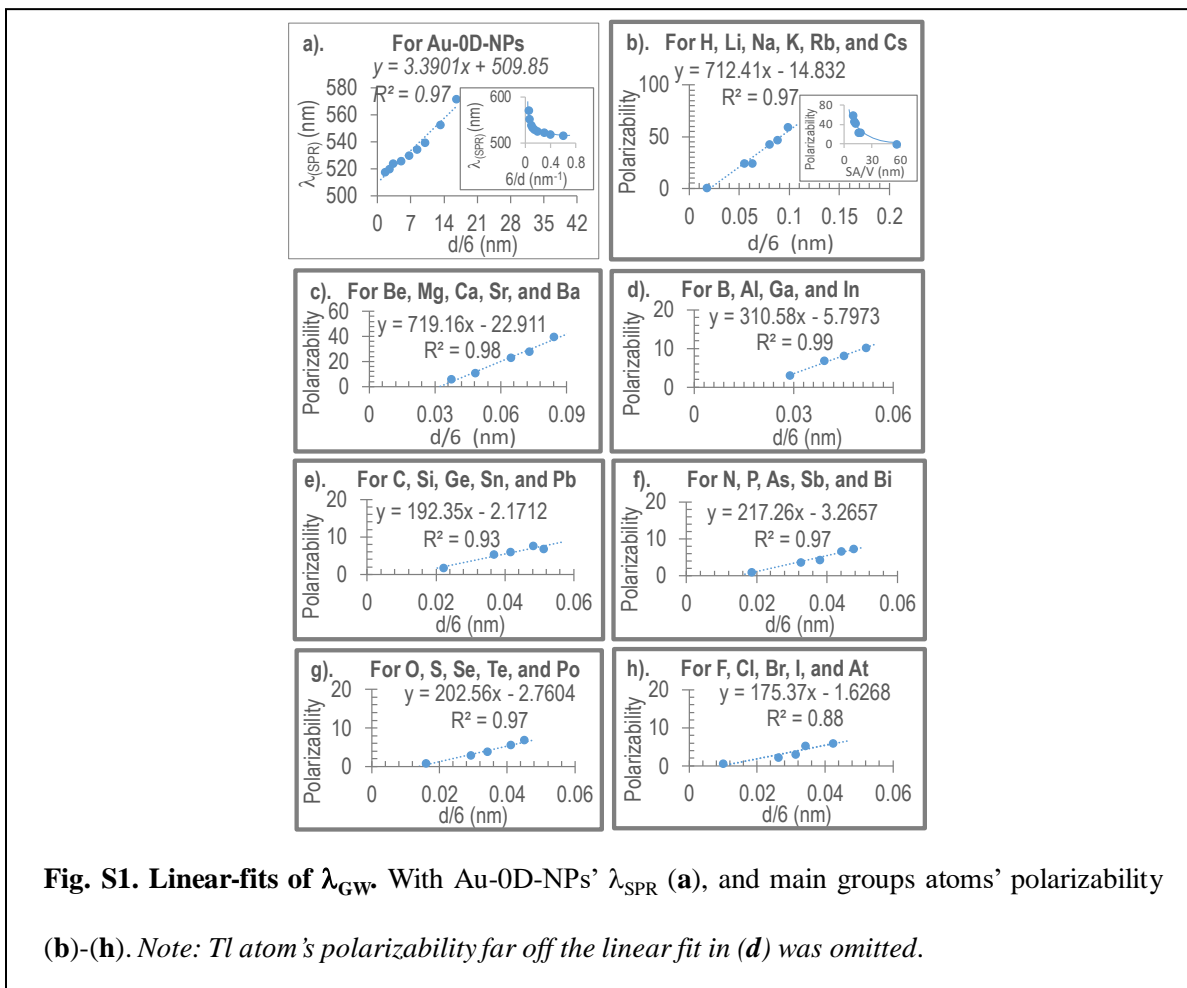 a). For Au-0D-NPs
y = 3.3901x + 509.85
R² = 0.97
λ(SPR) (nm)
580
560
540
520
500
0 7 14 21 28 35 42
d/6 (nm)
λ(SPR) (nm)
600
500
0 0.4 0.8
6/d (nm⁻¹)
b). For H, Li, Na, K, Rb, and Cs
y = 712.41x - 14.832
R² = 0.97
Polarizability
100
50
0
0 0.05 0.1 0.15 0.2
d/6 (nm)
Polarizability
80
40
0
0 30 60
SA/V (nm)
c). For Be, Mg, Ca, Sr, and Ba
y = 719.16x - 22.911
R² = 0.98
Polarizability
60
40
20
0
0 0.03 0.06 0.09
d/6 (nm)
d). For B, Al, Ga, and In
y = 310.58x - 5.7973
R² = 0.99
Polarizability
20
10
0
0 0.03 0.06
d/6 (nm)
e). For C, Si, Ge, Sn, and Pb
y = 192.35x - 2.1712
R² = 0.93
Polarizability
20
10
0
0 0.02 0.04 0.06
d/6 (nm)
f). For N, P, As, Sb, and Bi
y = 217.26x - 3.2657
R² = 0.97
Polarizability
20
10
0
0 0.02 0.04 0.06
d/6 (nm)
g). For O, S, Se, Te, and Po
y = 202.56x - 2.7604
R² = 0.97
Polarizability
20
10
0
0 0.02 0.04 0.06
d/6 (nm)
h). For F, Cl, Br, I, and At
y = 175.37x - 1.6268
R² = 0.88
Polarizability
20
10
0
0 0.02 0.04 0.06
d/6 (nm)
Fig. S1. Linear-fits of λGW. With Au-0D-NPs' λSPR (a), and main groups atoms' polarizability
(b)-(h). Note: Tl atom's polarizability far off the linear fit in (d) was omitted.